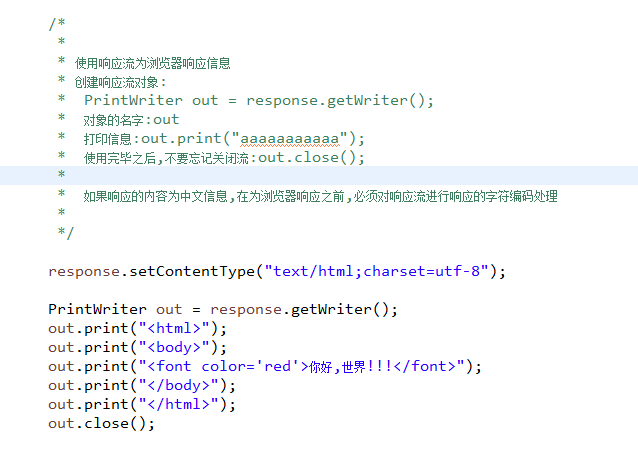 /*
*
* 使用响应流为浏览器响应信息
* 创建响应流对象:
* PrintWriter out = response.getWriter();
* 对象的名字:out
* 打印信息:out.print("aaaaaaaaaaa");
* 使用完毕之后,不要忘记关闭流:out.close();
*
* 如果响应的内容为中文信息,在为浏览器响应之前,必须对响应流进行响应的字符编码处理
*
*/
response.setContentType("text/html;charset=utf-8");
PrintWriter out = response.getWriter();
out.print("<html>");
out.print("<body>");
out.print("<font color='red'>你好,世界!!!</font>");
out.print("</body>");
out.print("</html>");
out.close();